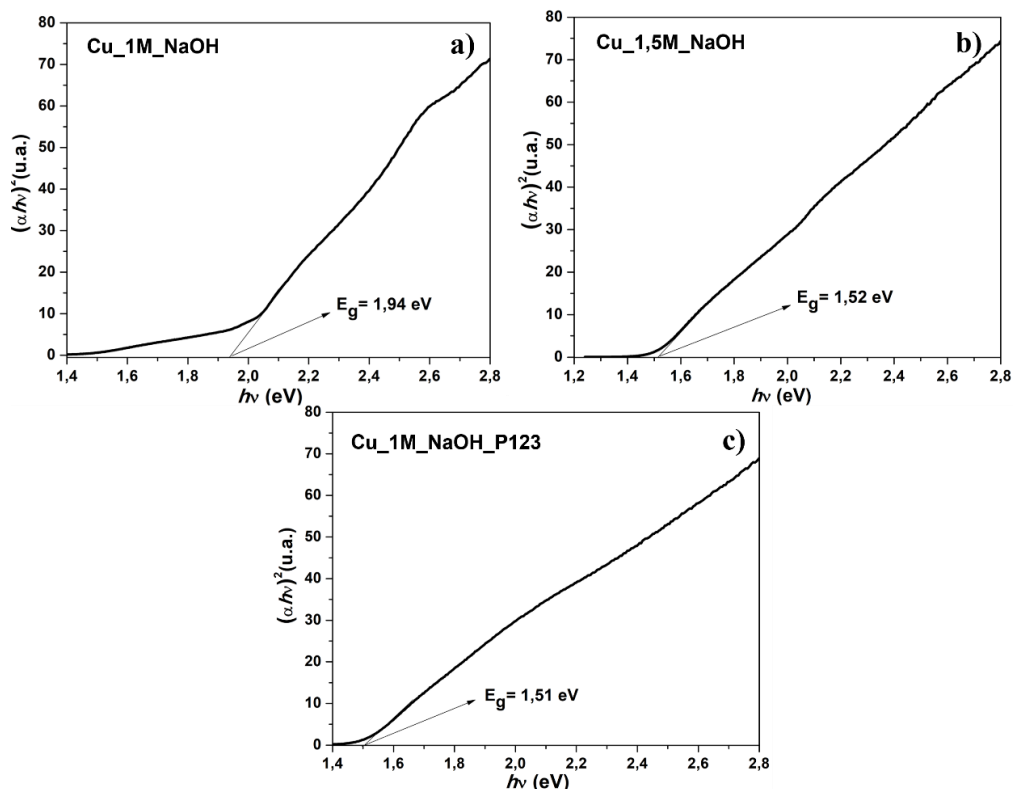 Cu_1M_NaOH
a)
80
70
60
50
40
30
20
10
0
(αhν)²(u.a.)
E_g= 1,94 eV
1,4 1,6 1,8 2,0 2,2 2,4 2,6 2,8
hν (eV)
Cu_1,5M_NaOH
b)
80
70
60
50
40
30
20
10
0
(αhν)²(u.a.)
E_g= 1,52 eV
1,2 1,4 1,6 1,8 2,0 2,2 2,4 2,6 2,8
hν (eV)
Cu_1M_NaOH_P123
c)
80
70
60
50
40
30
20
10
0
(αhν)²(u.a.)
E_g= 1,51 eV
1,4 1,6 1,8 2,0 2,2 2,4 2,6 2,8
hν (eV)